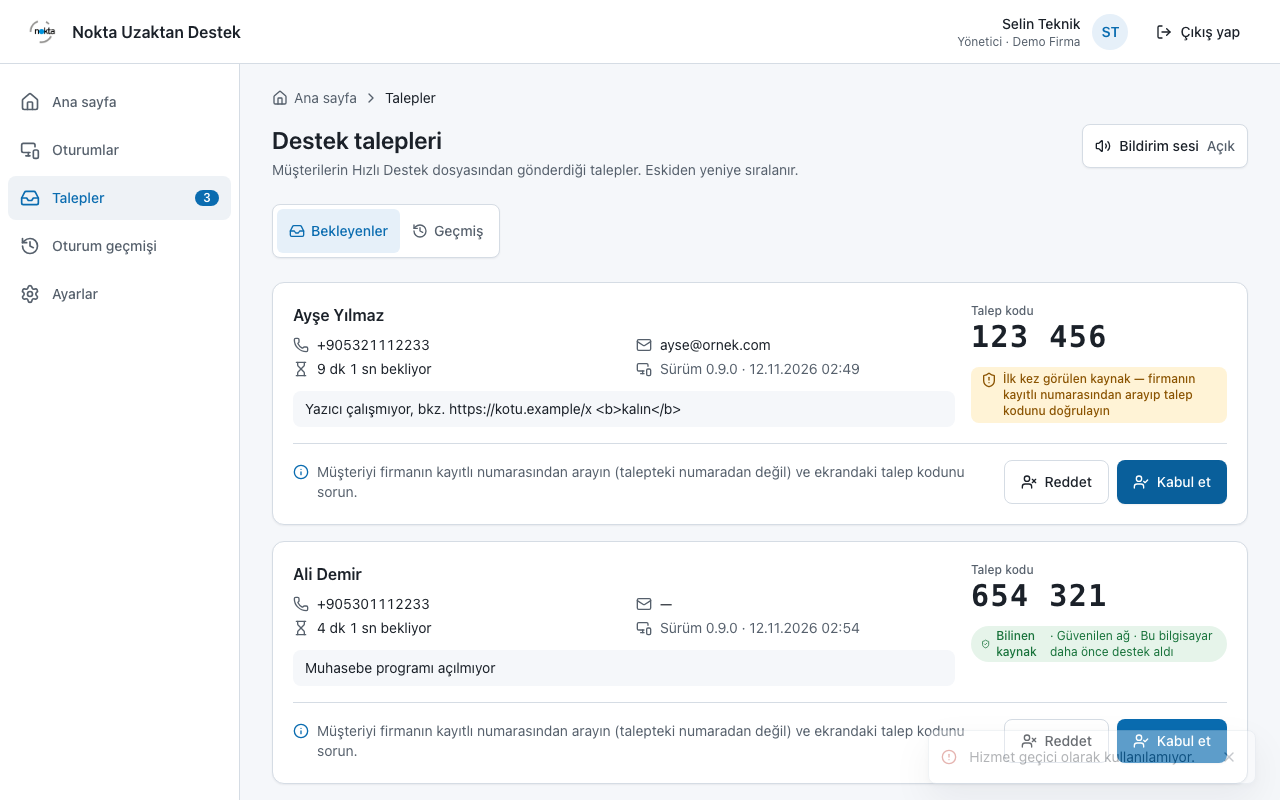 nokta
Nokta Uzaktan Destek
Selin Teknik
Yönetici · Demo Firma
ST
Çıkış yap
Ana sayfa
Oturumlar
Talepler
3
Oturum geçmişi
Ayarlar
Ana sayfa > Talepler
Destek talepleri
Müşterilerin Hızlı Destek dosyasından gönderdiği talepler. Eskiden yeniye sıralanır.
Bildirim sesi Açık
Bekleyenler
Geçmiş
Ayşe Yılmaz
+905321112233
ayse@ornek.com
9 dk 1 sn bekliyor
Sürüm 0.9.0 · 12.11.2026 02:49
Yazıcı çalışmıyor, bkz. https://kotu.example/x <b>kalın</b>
Talep kodu
123 456
İlk kez görülen kaynak — firmanın
kayıtlı numarasından arayıp talep
kodunu doğrulayın
Müşteriyi firmanın kayıtlı numarasından arayın (talepteki numaradan değil) ve ekrandaki talep kodunu
sorun.
Reddet
Kabul et
Ali Demir
+905301112233
—
4 dk 1 sn bekliyor
Sürüm 0.9.0 · 12.11.2026 02:54
Muhasebe programı açılmıyor
Talep kodu
654 321
Bilinen · Güvenilen ağ · Bu bilgisayar
kaynak daha önce destek aldı
Müşteriyi firmanın kayıtlı numarasından arayın (talepteki numaradan değil) ve ekrandaki talep kodunu
sorun.
Reddet
Kabul et
Hizmet geçici olarak kullanılamıyor.